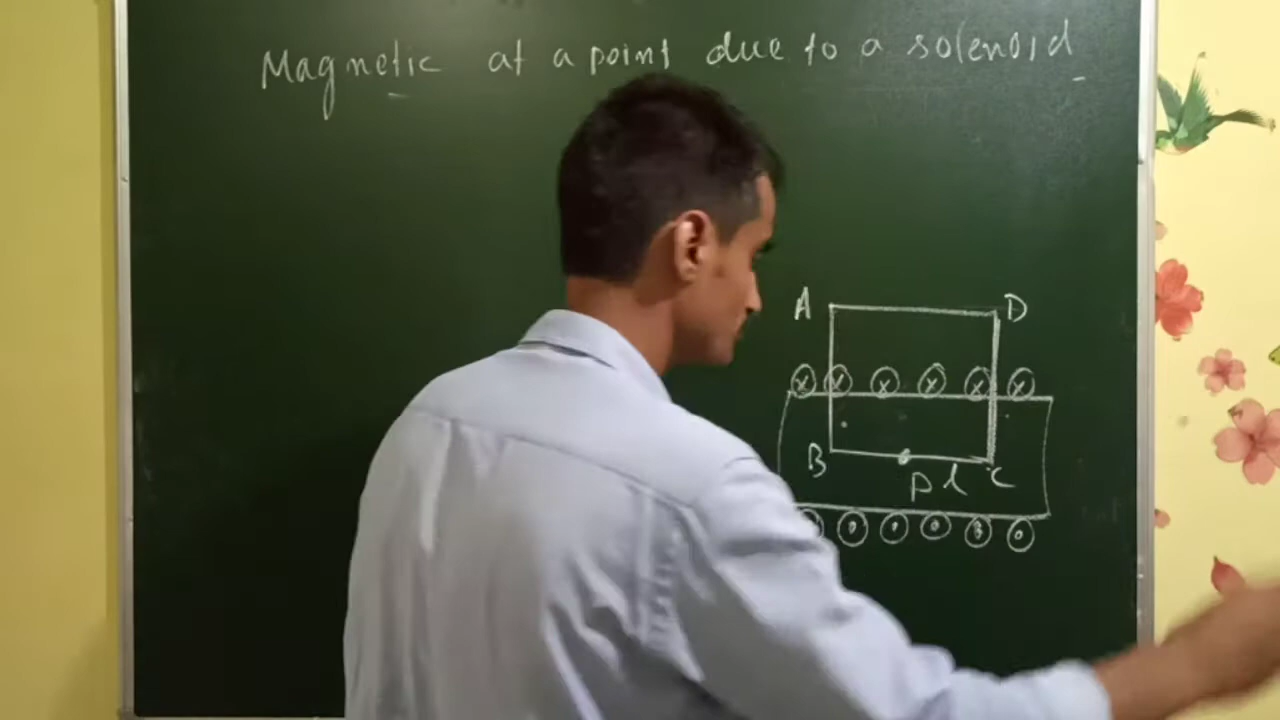 Magnetic at a point due to a solenoid
A D
x x x x x x
B P l C